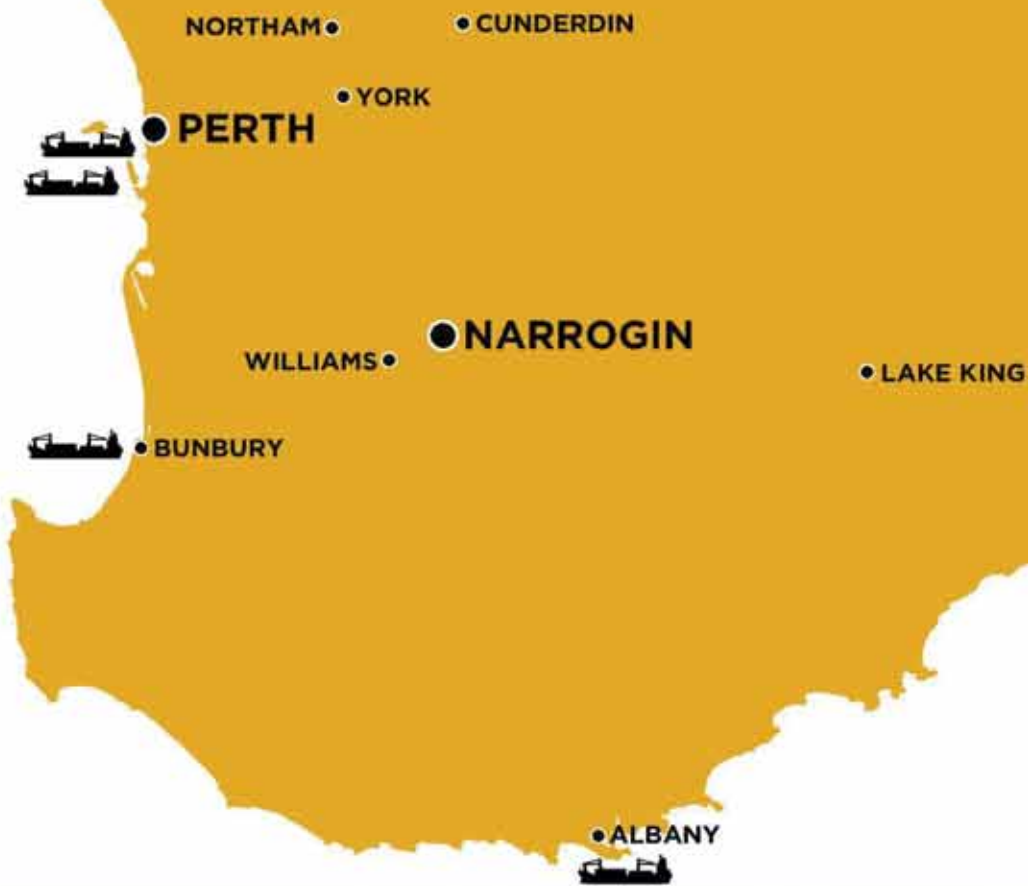 NORTHAM
CUNDERDIN
YORK
PERTH
NARROGIN
WILLIAMS
LAKE KING
BUNBURY
ALBANY